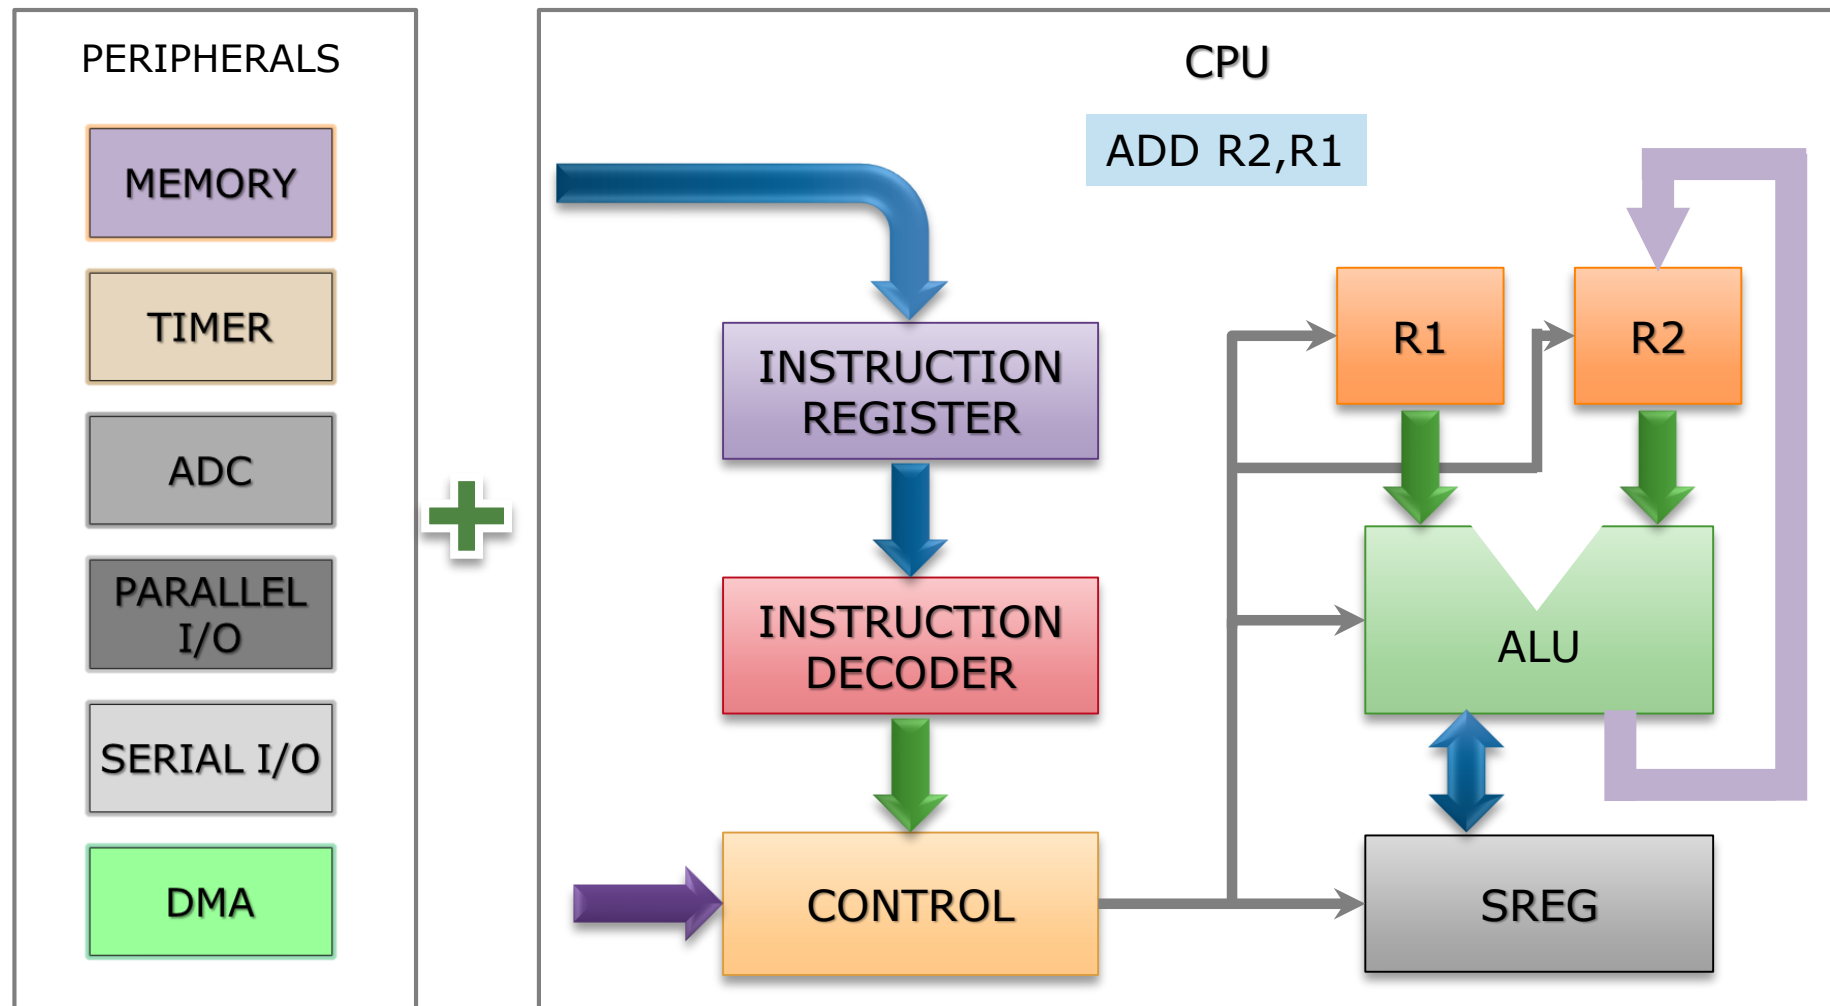 PERIPHERALS
MEMORY
TIMER
ADC
PARALLEL
I/O
SERIAL I/O
DMA
CPU
ADD R2,R1
INSTRUCTION
REGISTER
INSTRUCTION
DECODER
CONTROL
R1
R2
ALU
SREG